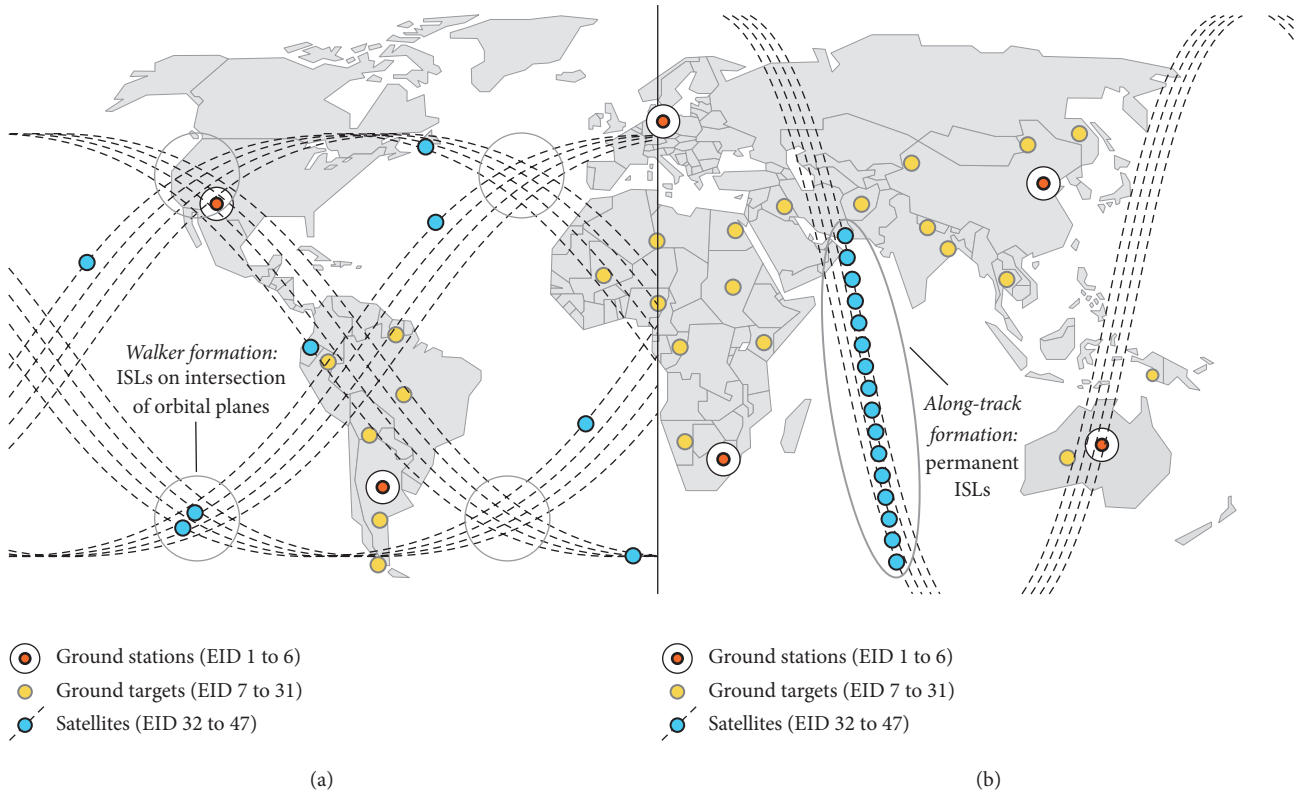 Walker formation:
ISLs on intersection
of orbital planes
Along-track
formation:
permanent
ISLs
Ground stations (EID 1 to 6)
Ground targets (EID 7 to 31)
Satellites (EID 32 to 47)
(a)
Ground stations (EID 1 to 6)
Ground targets (EID 7 to 31)
Satellites (EID 32 to 47)
(b)